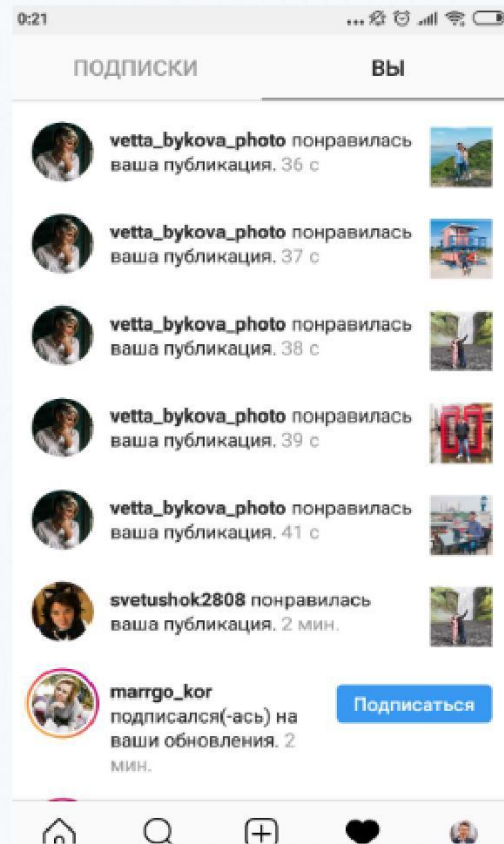 0:21
ПОДПИСКИ ВЫ
vetta_bykova_photo понравилась
ваша публикация. 36 с
vetta_bykova_photo понравилась
ваша публикация. 37 с
vetta_bykova_photo понравилась
ваша публикация. 38 с
vetta_bykova_photo понравилась
ваша публикация. 39 с
vetta_bykova_photo понравилась
ваша публикация. 41 с
svetushok2808 понравилась
ваша публикация. 2 мин.
marrgo_kor
подписался(-ась) на
ваши обновления. 2
мин.
Подписаться